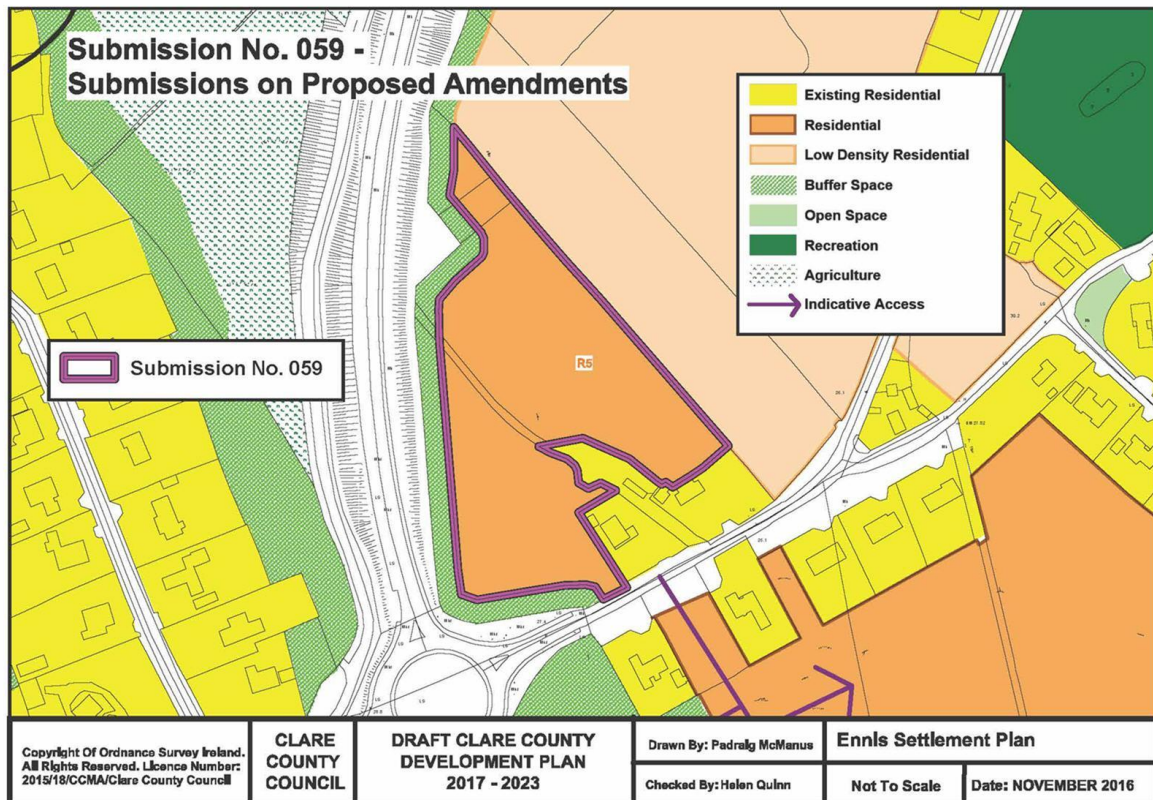 Submission No. 059 -
Submissions on Proposed Amendments
Existing Residential
Residential
Low Density Residential
Buffer Space
Open Space
Recreation
Agriculture
Indicative Access
Submission No. 059
R5
Copyright Of Ordnance Survey Ireland.
All Rights Reserved. Licence Number:
2015/18/CCMA/Clare County Council
CLARE
COUNTY
COUNCIL
DRAFT CLARE COUNTY
DEVELOPMENT PLAN
2017 - 2023
Drawn By: Padraig McManus
Checked By: Helen Quinn
Ennis Settlement Plan
Not To Scale
Date: NOVEMBER 2016